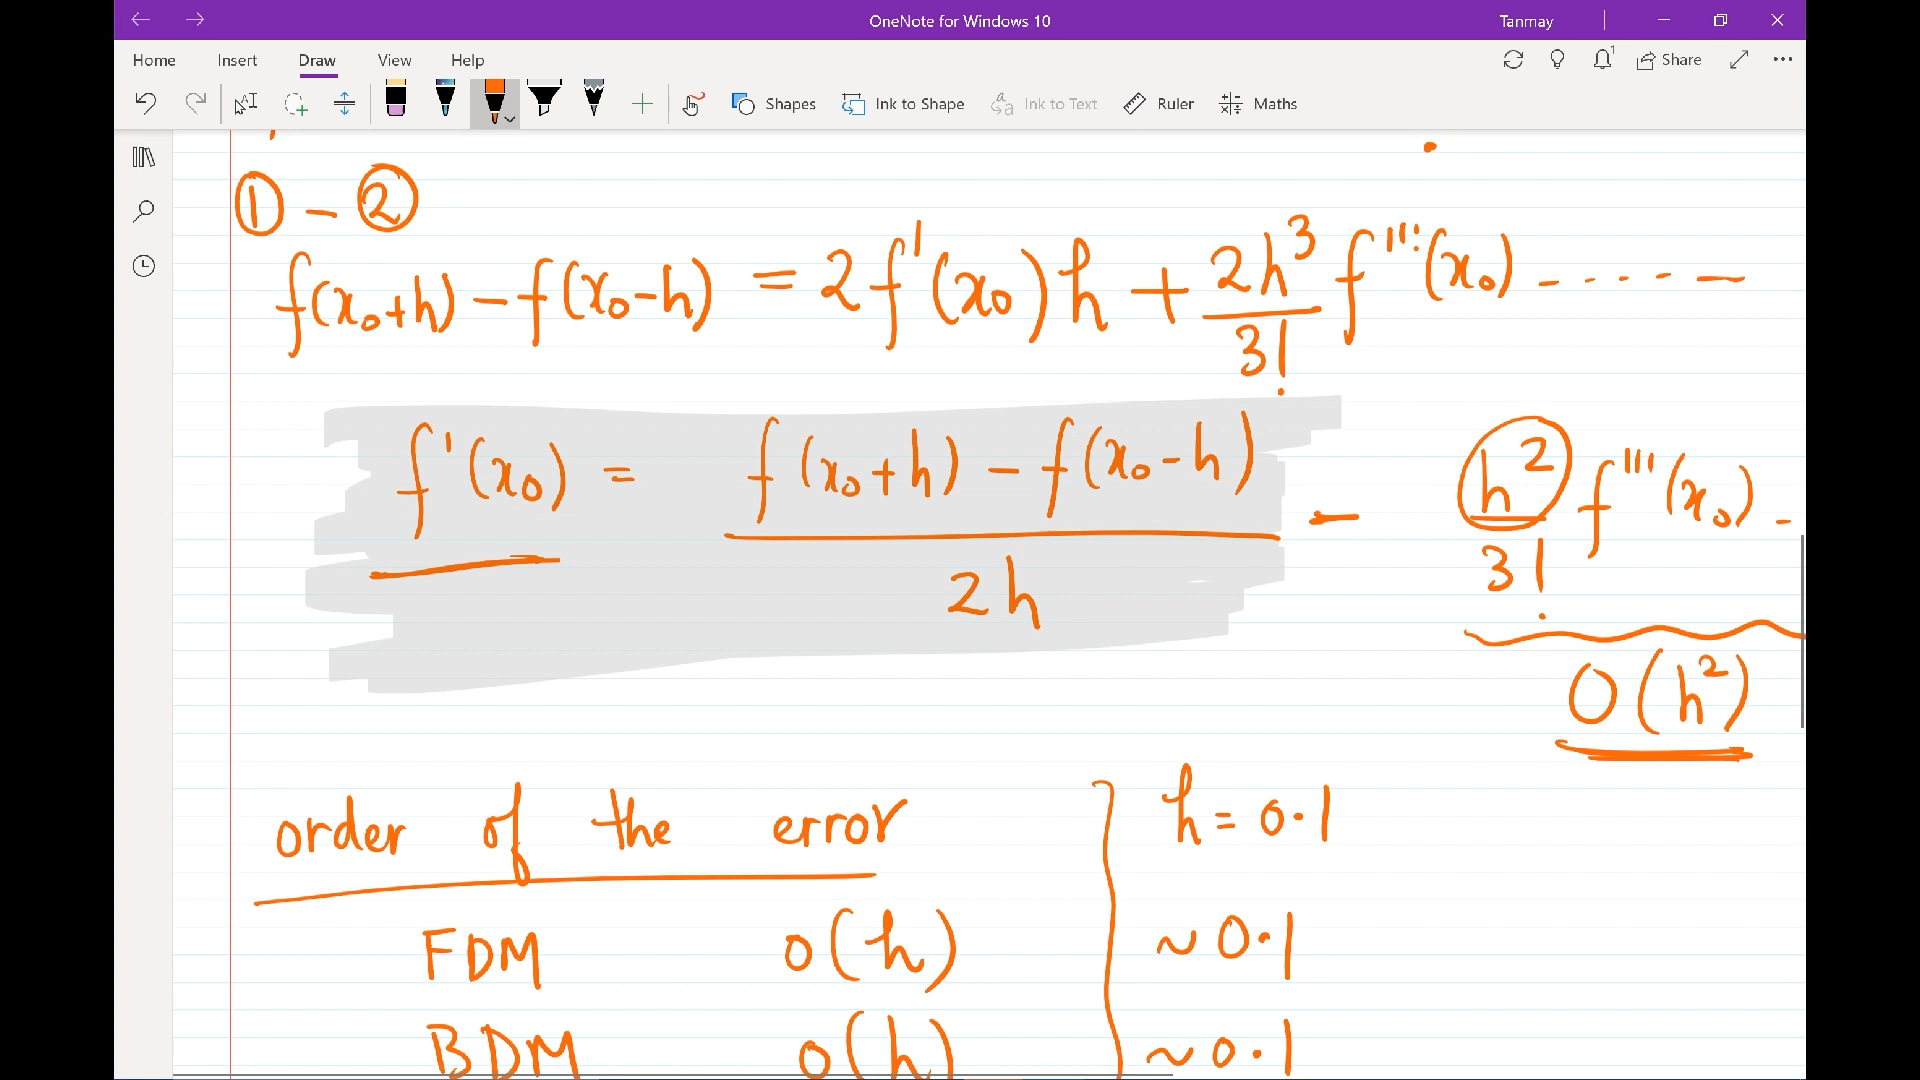 OneNote for Windows 10
Tanmay
Home Insert Draw View Help
1 Share
Shapes Ink to Shape Ink to Text Ruler Maths
① - ②
f(x₀+h) - f(x₀-h) = 2f'(x₀)h + 2h³/3! f'''(x₀) - - - - - -
f'(x₀) = f(x₀+h) - f(x₀-h) / 2h - h²/3! f'''(x₀) -
O(h²)
order of the error h = 0.1
FDM O(h) ~ 0.1
BDM O(h) ~ 0.1